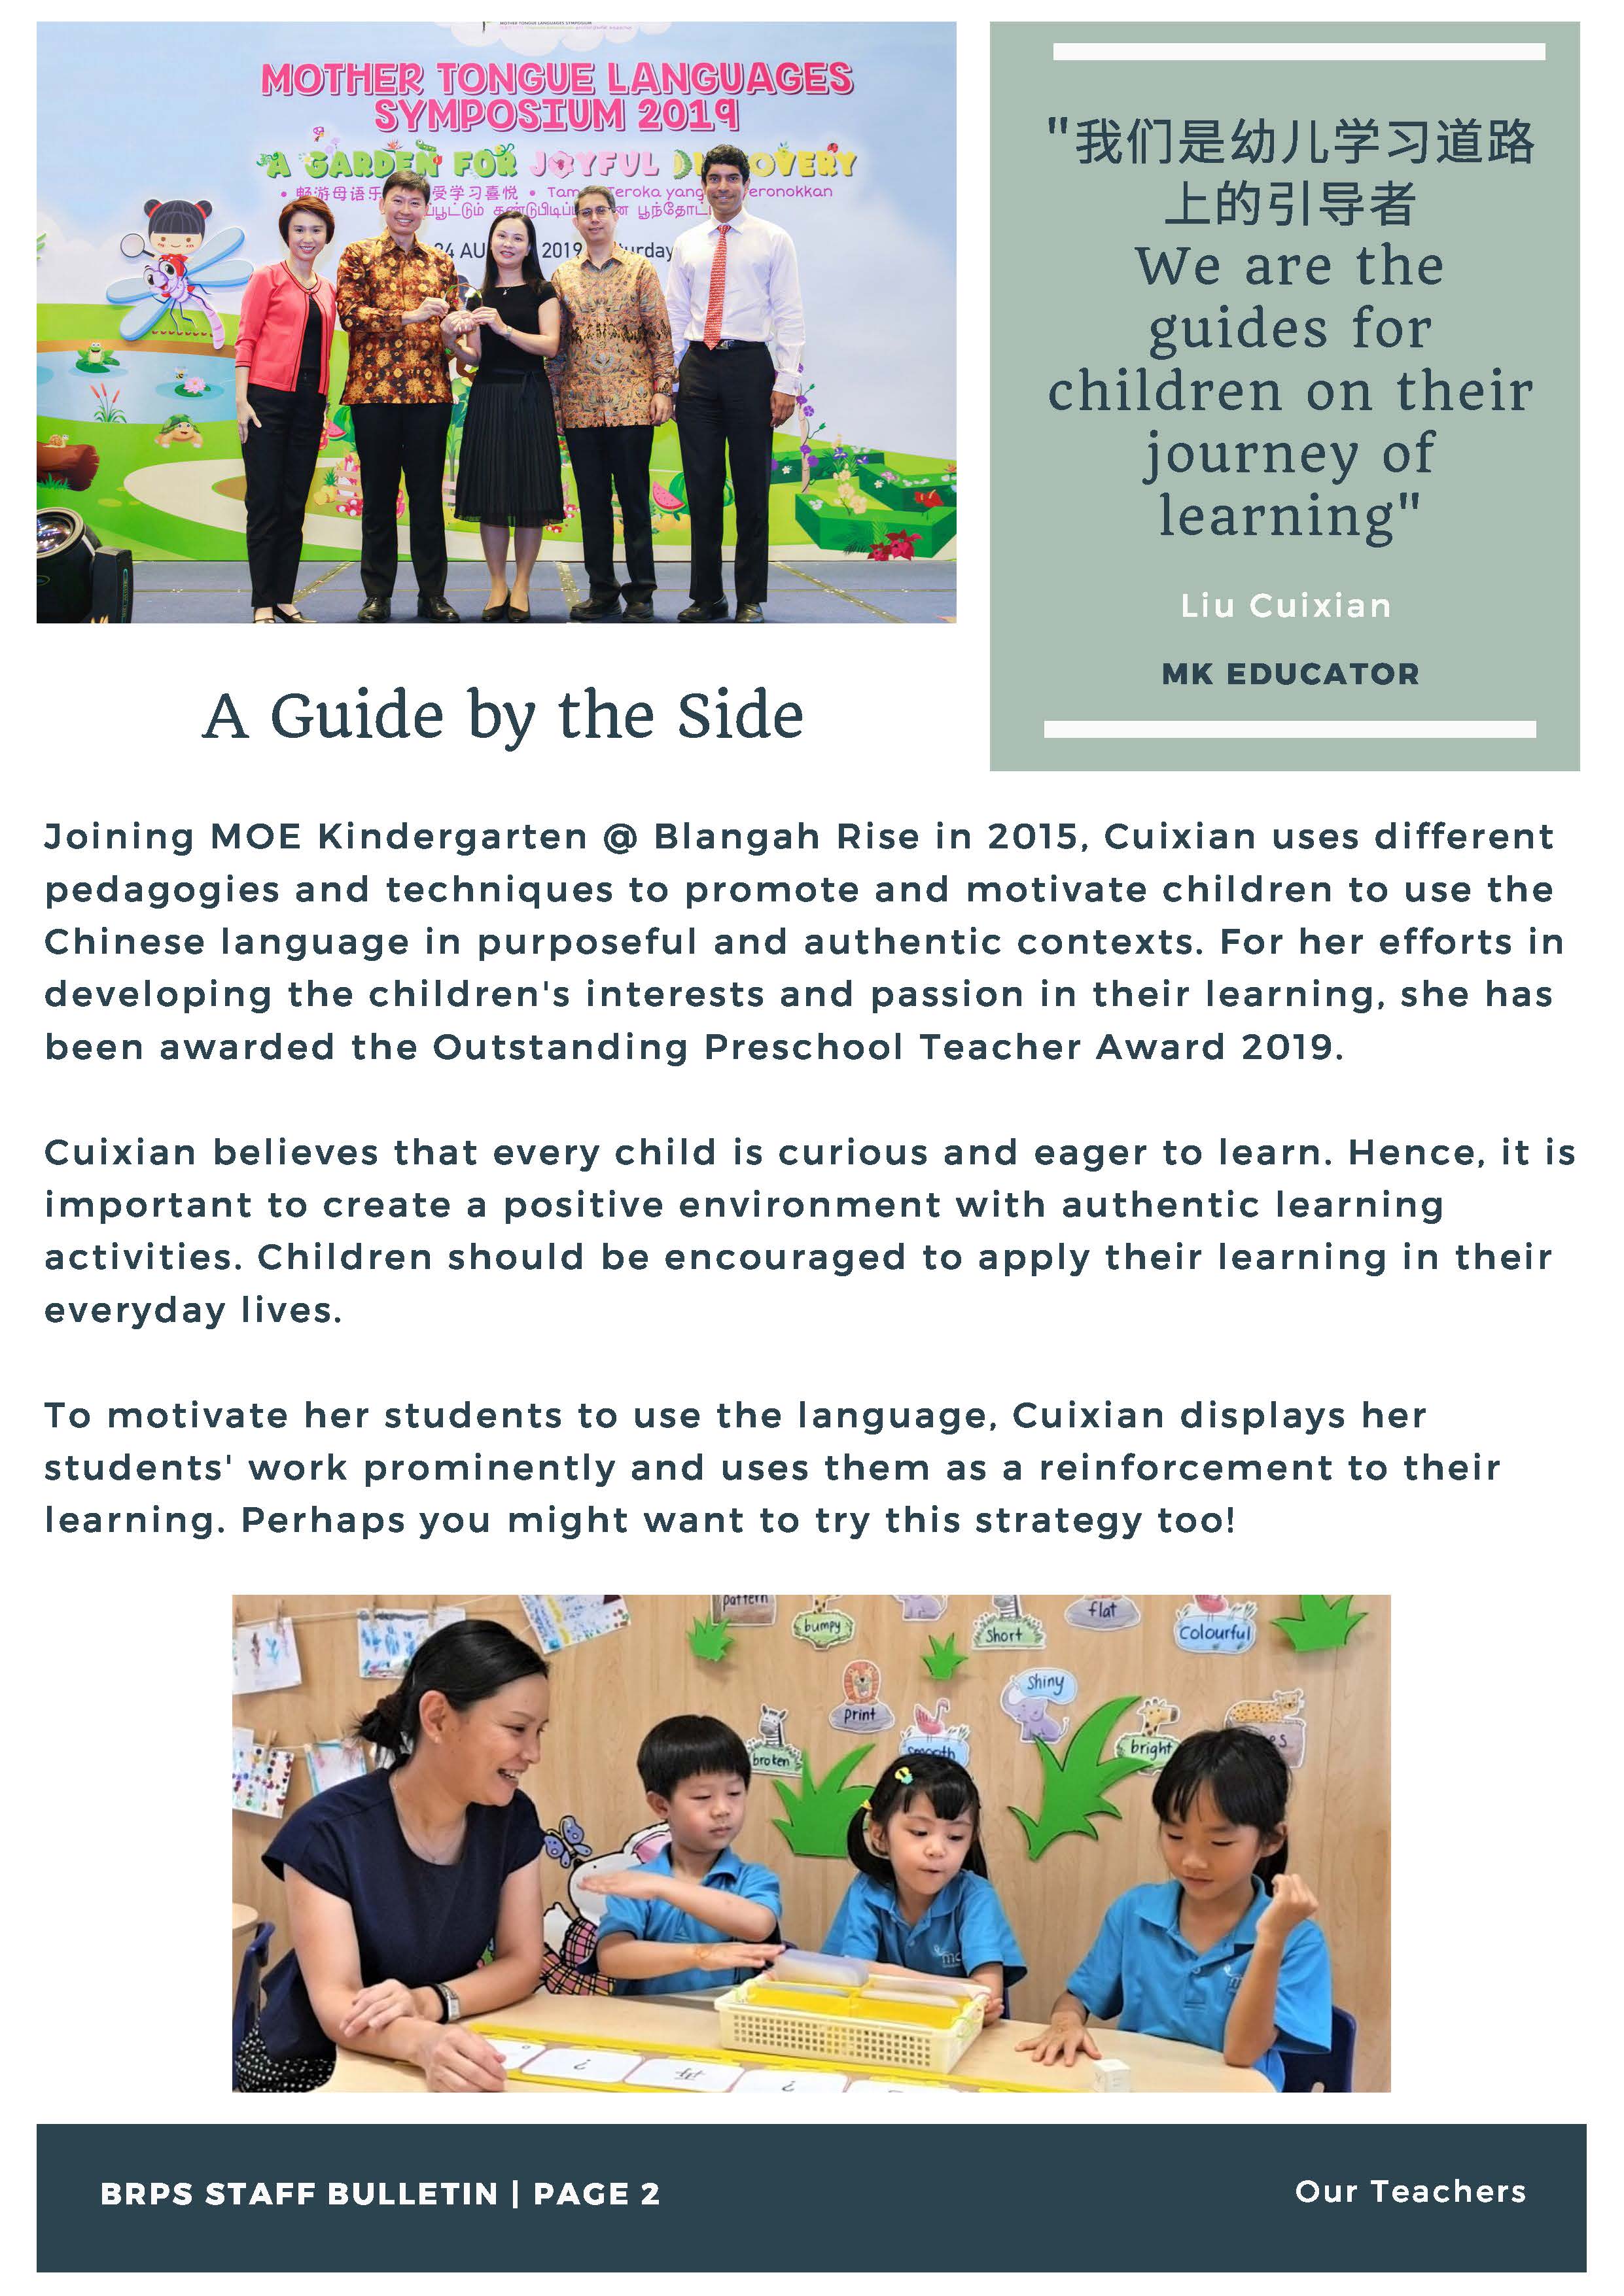 MOTHER TONGUE LANGUAGES SYMPOSIUM
MOTHER TONGUE LANGUAGES
SYMPOSIUM 2019
A GARDEN FOR JOYFUL
畅游母语乐 受学习喜悦 • Tam Teroka yang
24 AU 2019
"我们是幼儿学习道路
上的引导者
We are the
guides for
children on their
journey of
learning"
Liu Cuixian
MK EDUCATOR
A Guide by the Side
Joining MOE Kindergarten @ Blangah Rise in 2015, Cuixian uses different
pedagogies and techniques to promote and motivate children to use the
Chinese language in purposeful and authentic contexts. For her efforts in
developing the children's interests and passion in their learning, she has
been awarded the Outstanding Preschool Teacher Award 2019.
Cuixian believes that every child is curious and eager to learn. Hence, it is
important to create a positive environment with authentic learning
activities. Children should be encouraged to apply their learning in their
everyday lives.
To motivate her students to use the language, Cuixian displays her
students' work prominently and uses them as a reinforcement to their
learning. Perhaps you might want to try this strategy too!
pattern
bumpy
Short
flat
Colourful
Shiny
print
broken
smooth
bright
BRPS STAFF BULLETIN | PAGE 2
Our Teachers